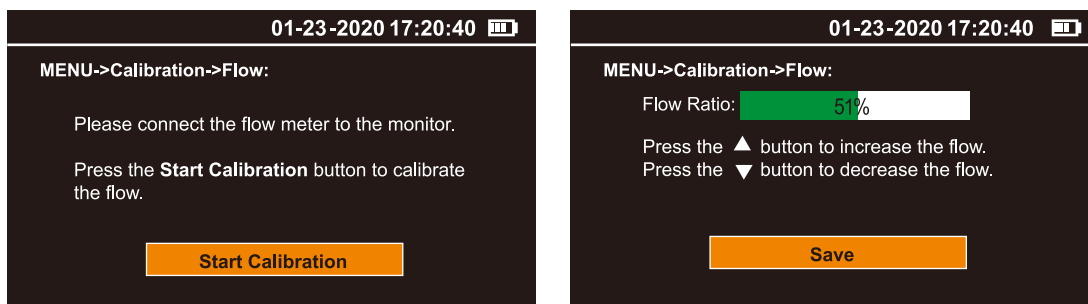 01-23-2020 17:20:40
MENU->Calibration->Flow:
Please connect the flow meter to the monitor.
Press the Start Calibration button to calibrate
the flow.
Start Calibration
01-23-2020 17:20:40
MENU->Calibration->Flow:
Flow Ratio: 51%
Press the ▲ button to increase the flow.
Press the ▼ button to decrease the flow.
Save